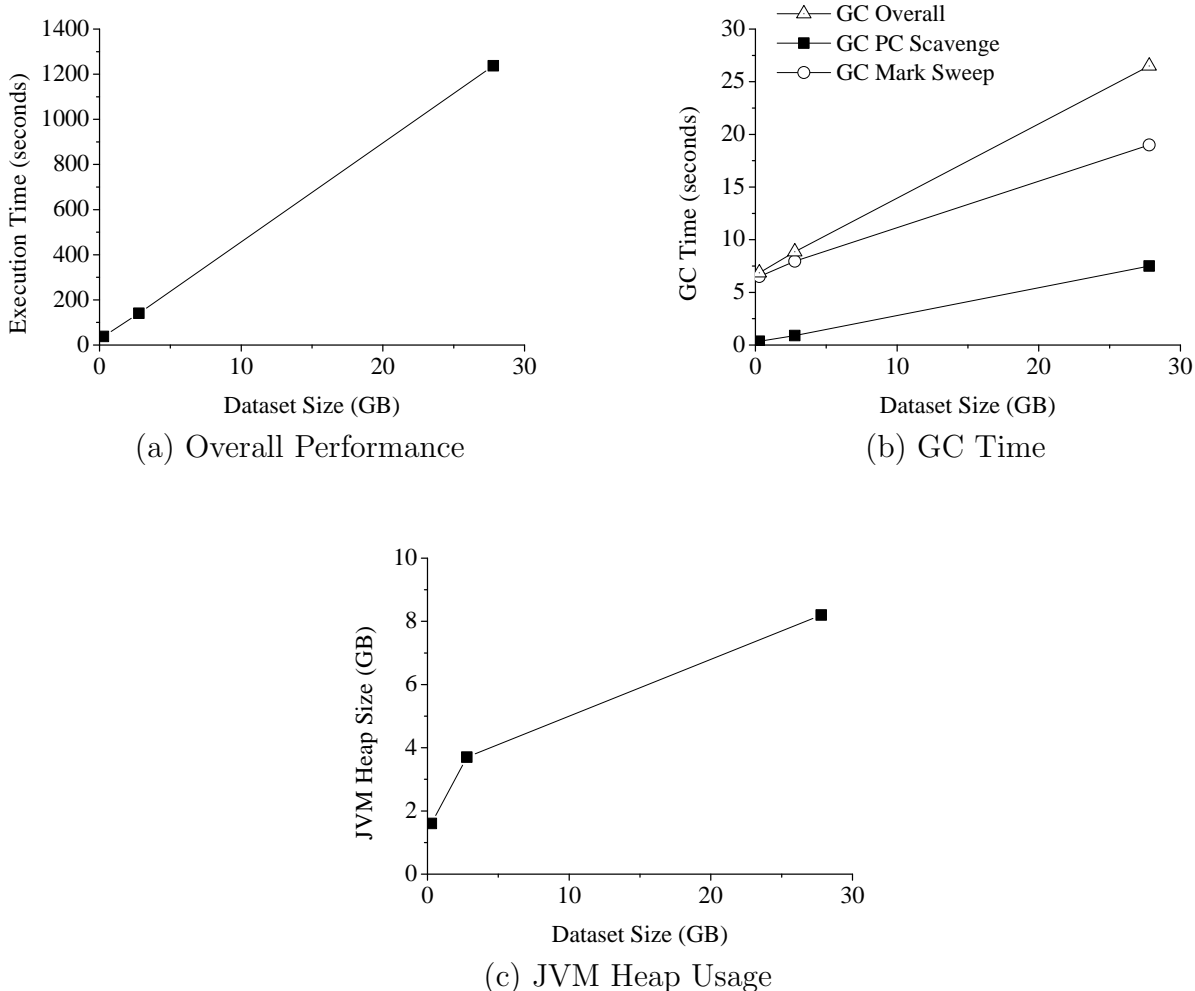 1400
1200
1000
800
600
400
200
0
Execution Time (seconds)
0 10 20 30
Dataset Size (GB)
(a) Overall Performance
GC Overall
GC PC Scavenge
GC Mark Sweep
30
25
20
15
10
5
0
GC Time (seconds)
0 10 20 30
Dataset Size (GB)
(b) GC Time
10
8
6
4
2
0
JVM Heap Size (GB)
0 10 20 30
Dataset Size (GB)
(c) JVM Heap Usage